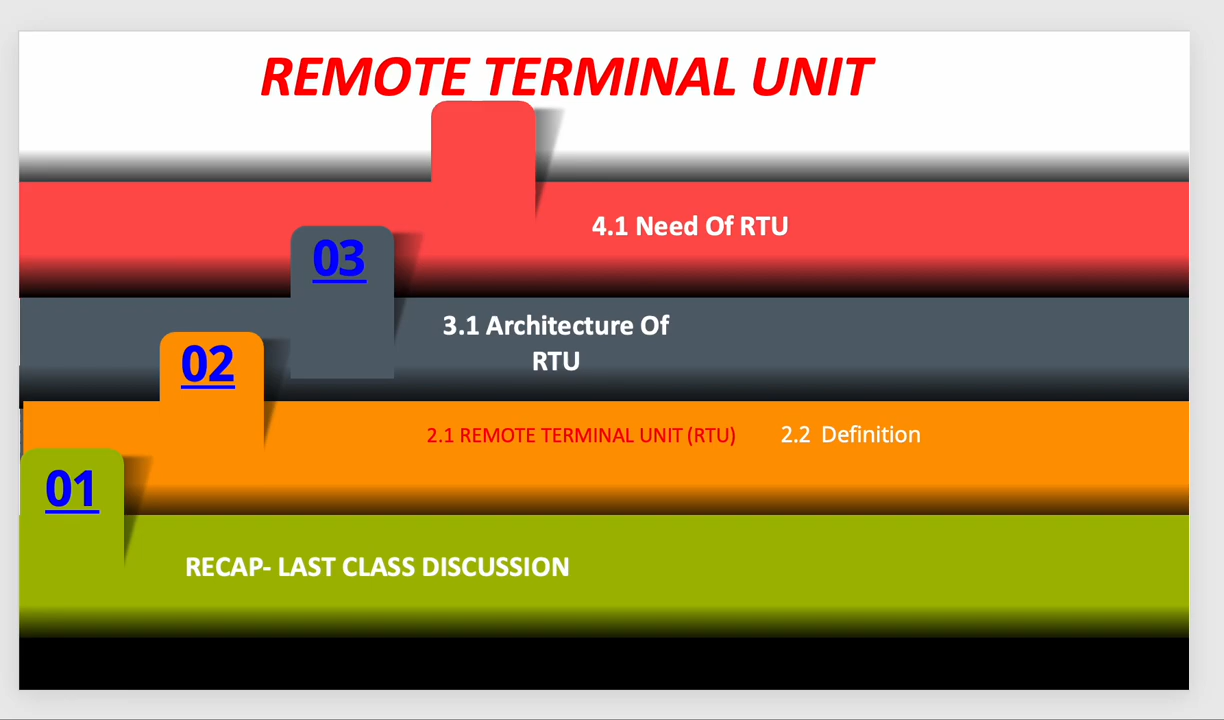 REMOTE TERMINAL UNIT
4.1 Need Of RTU
03
3.1 Architecture Of
RTU
02
2.1 REMOTE TERMINAL UNIT (RTU) 2.2 Definition
01
RECAP- LAST CLASS DISCUSSION